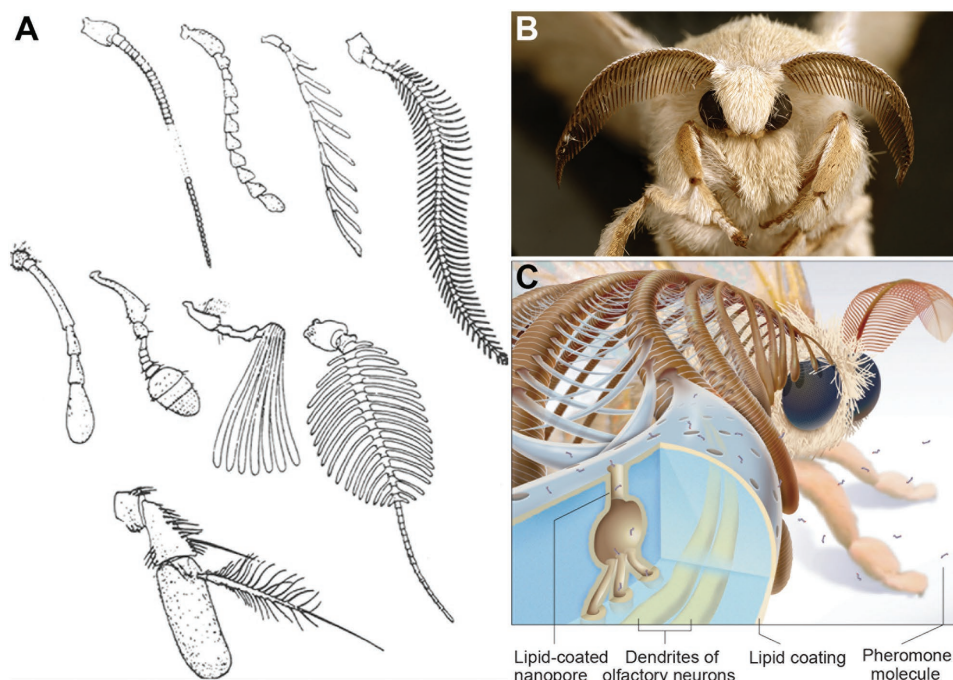 A
B
C
Lipid-coated
nanopore
Dendrites of
olfactory neurons
Lipid coating
Pheromone
molecule